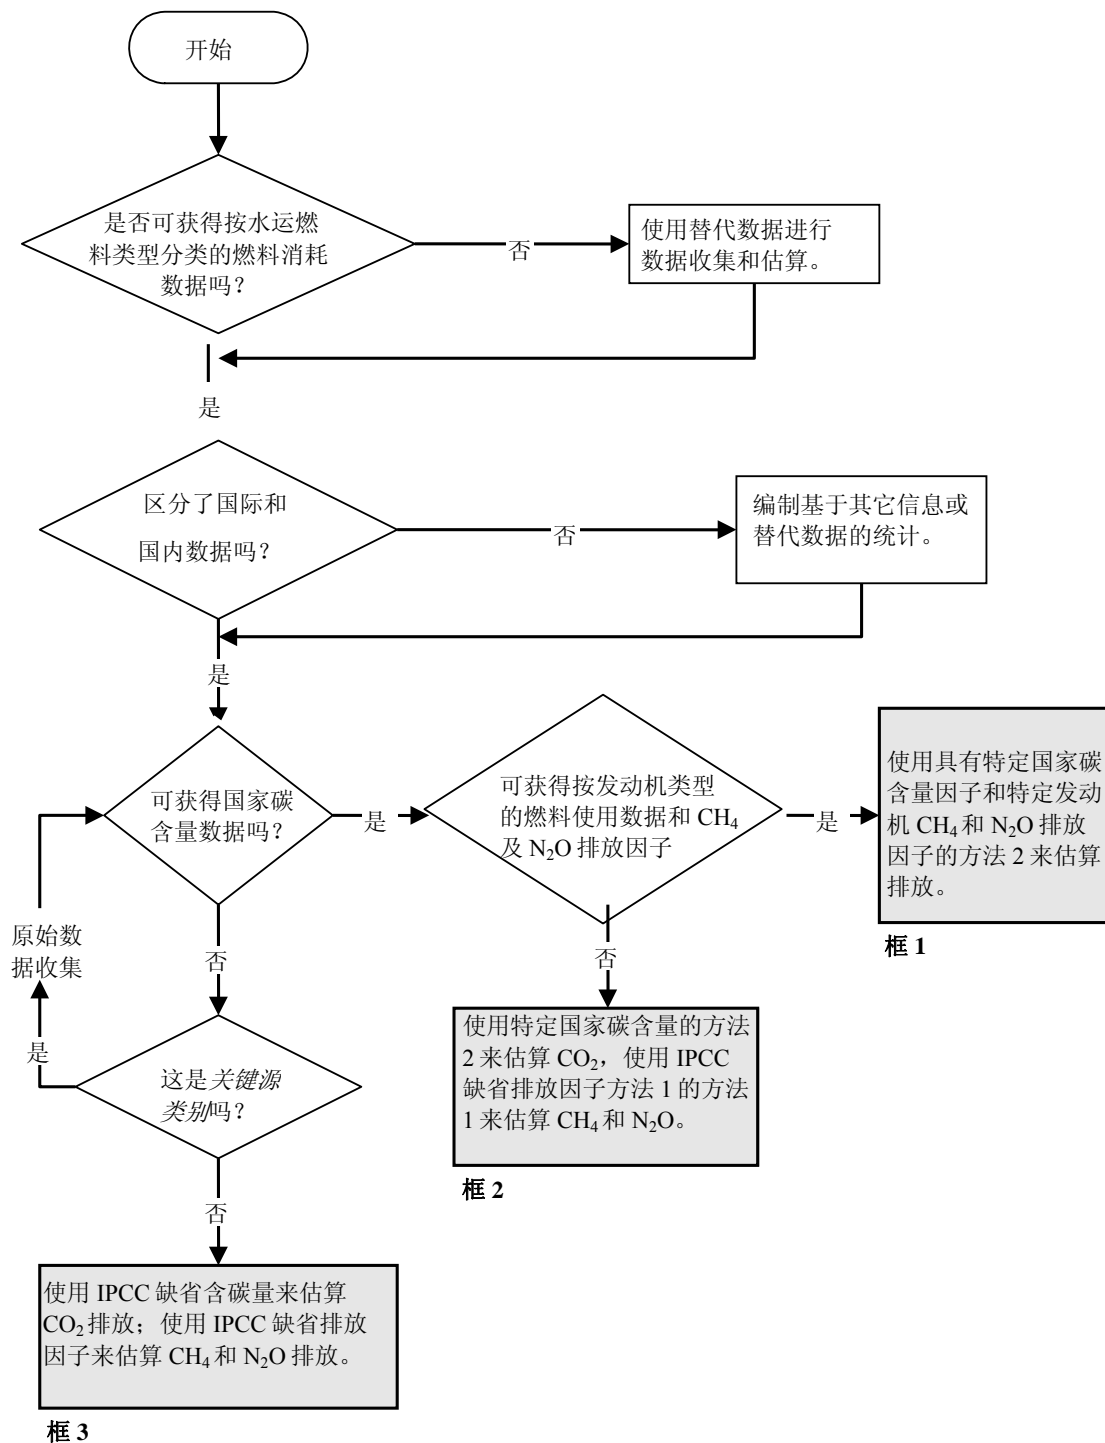 开始
是否可获得按水运燃
料类型分类的燃料消耗
数据吗？
否
使用替代数据进行
数据收集和估算。
是
区分了国际和
国内数据吗？
否
编制基于其它信息或
替代数据的统计。
是
可获得国家碳
含量数据吗？
是
可获得按发动机类型
的燃料使用数据和 CH₄
及 N₂O 排放因子
是
使用具有特定国家碳
含量因子和特定发动
机 CH₄ 和 N₂O 排放
因子的方法 2 来估算
排放。
框 1
原始数
据收集
否
否
使用特定国家碳含量的方法
2 来估算 CO₂，使用 IPCC
缺省排放因子方法 1 的方法
1 来估算 CH₄ 和 N₂O。
框 2
是
这是关键源
类别吗？
否
使用 IPCC 缺省含碳量来估算
CO₂ 排放；使用 IPCC 缺省排放
因子来估算 CH₄ 和 N₂O 排放。
框 3